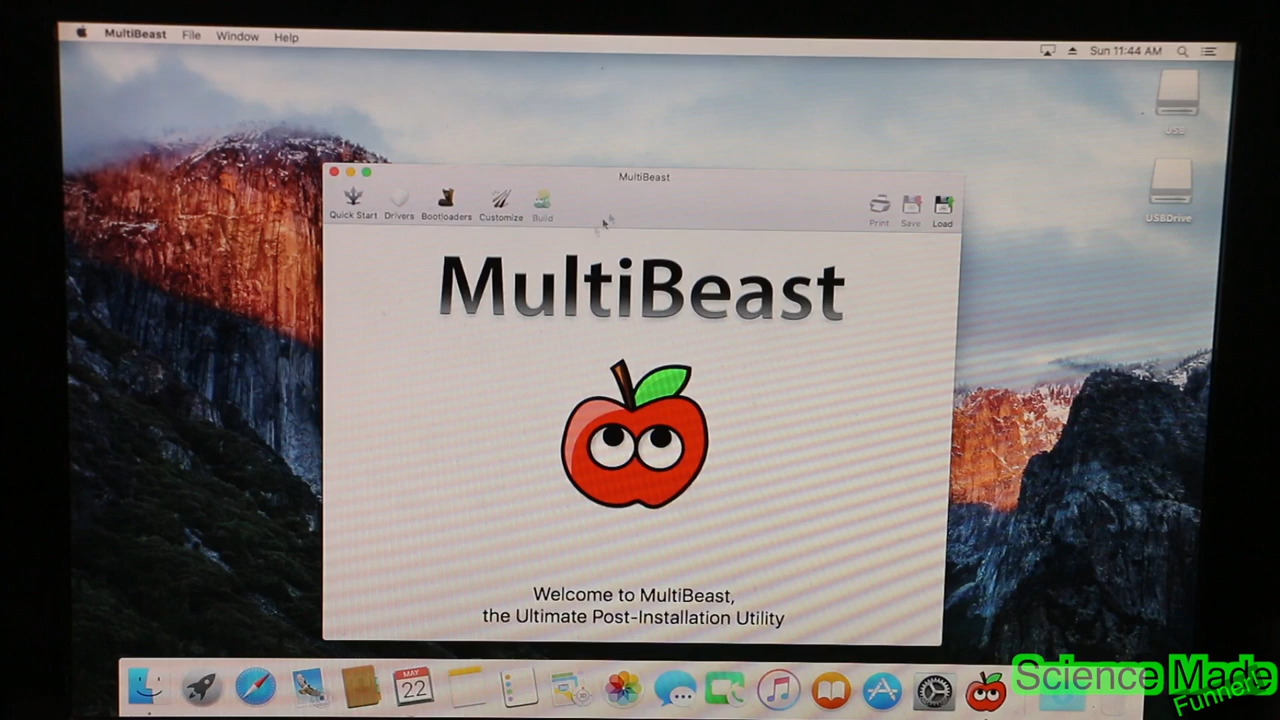 MultiBeast File Window Help
Sun 11:44 AM
USB
USBDrive
MultiBeast
Quick Start Drivers Bootloaders Customize Build
Print Save Load
MultiBeast
Welcome to MultiBeast,
the Ultimate Post-Installation Utility
MAY
22
Science Made
Funner!